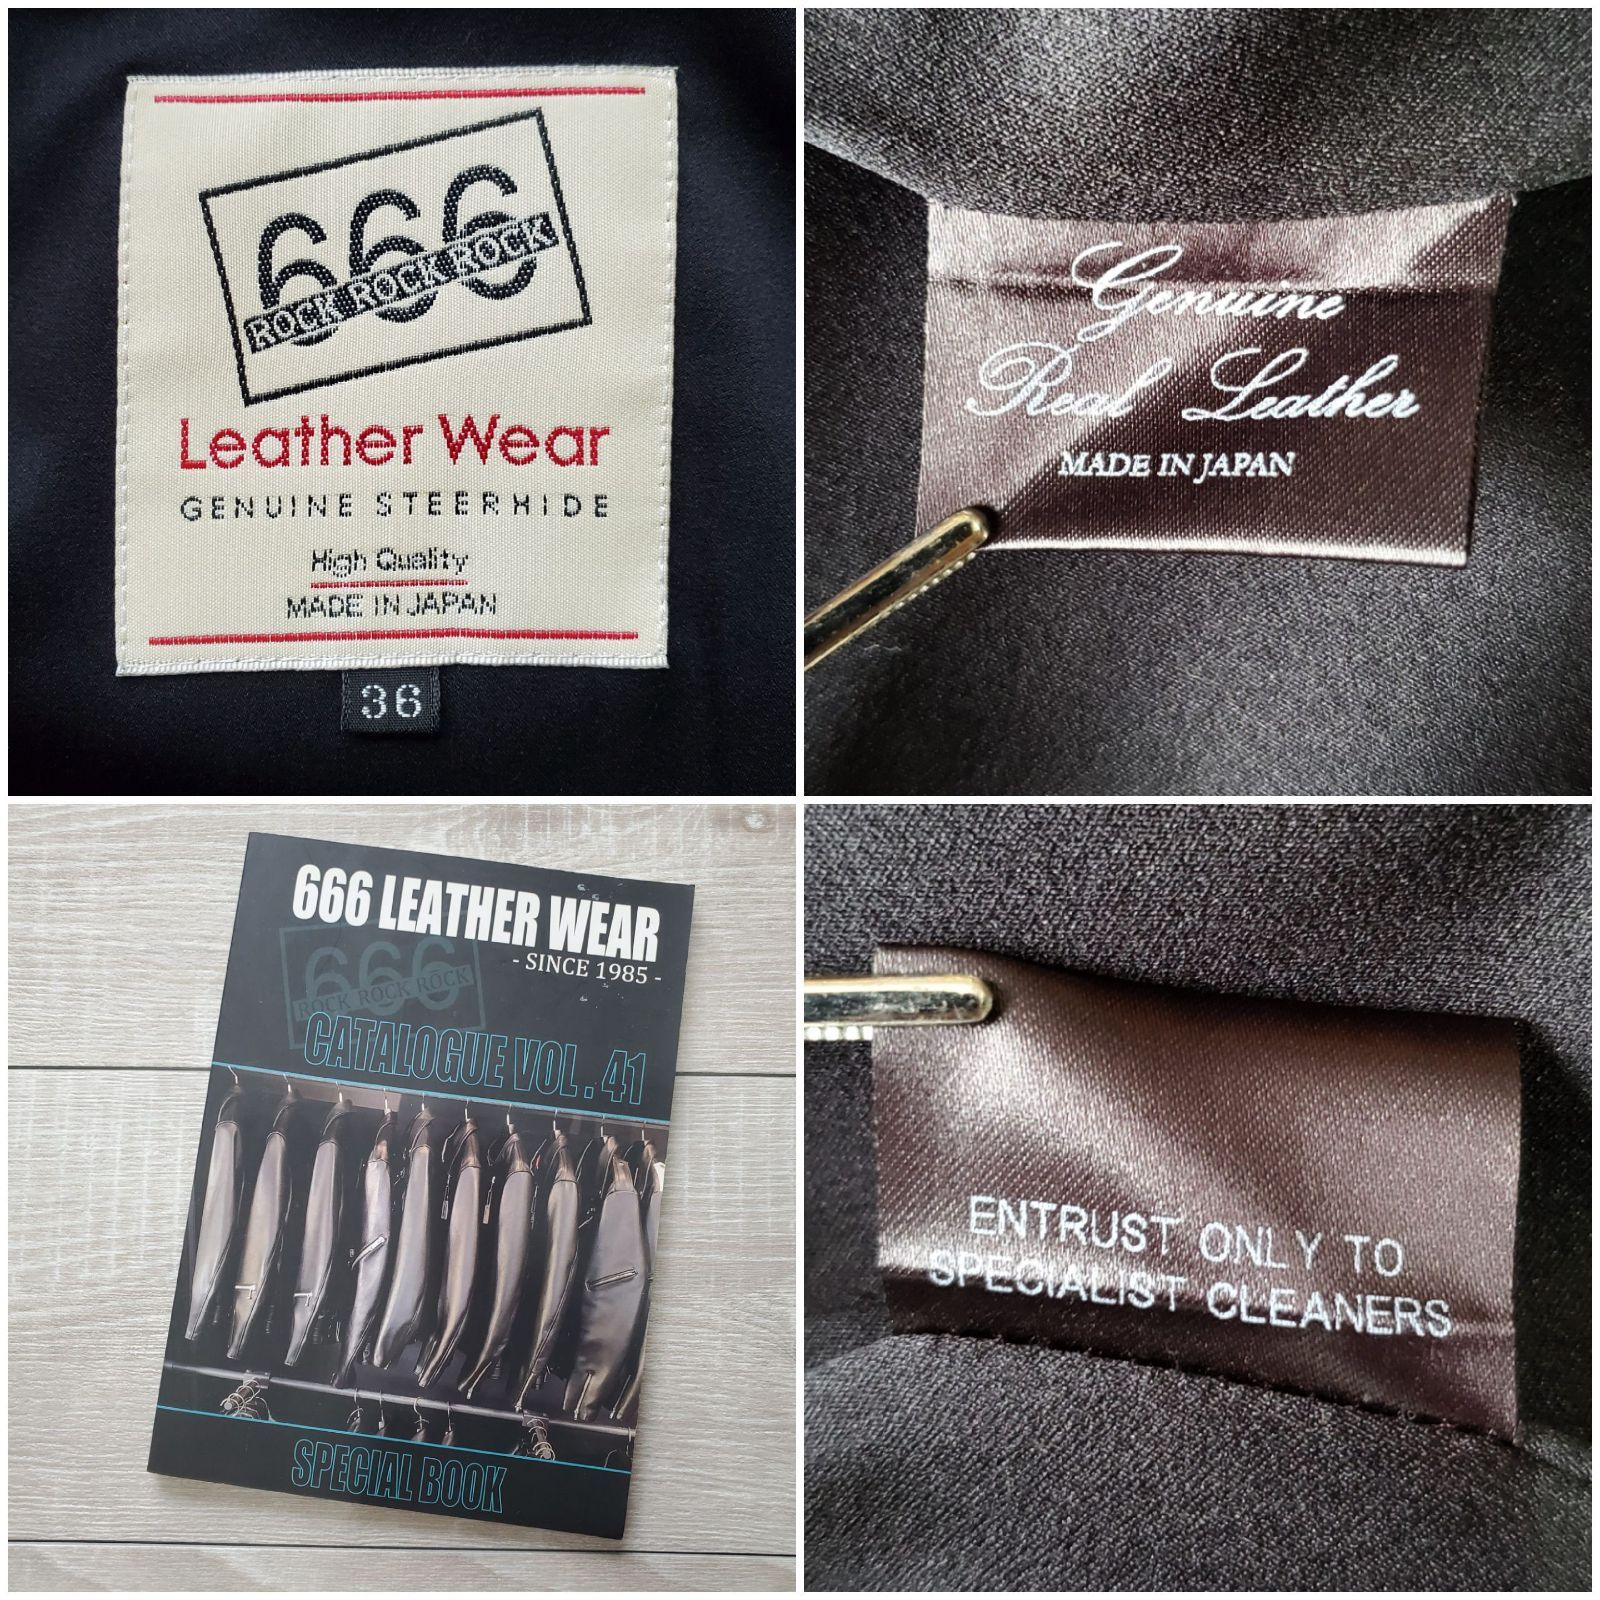 666
ROCK ROCK ROCK
Leather Wear
GENUINE STEERHIDE
High Quality
MADE IN JAPAN
36
Genuine
Real Leather
MADE IN JAPAN
666 LEATHER WEAR
- SINCE 1985 -
666
ROCK ROCK ROCK
CATALOGUE VOL. 41
SPECIAL BOOK
ENTRUST ONLY TO
SPECIALIST CLEANERS